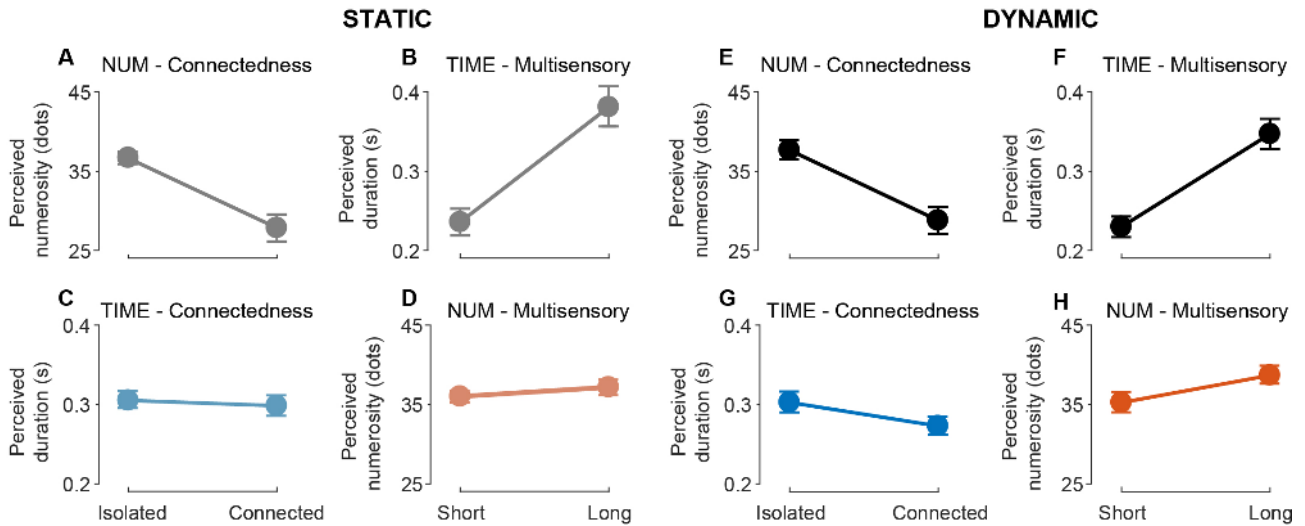 STATIC
DYNAMIC
A
NUM - Connectedness
Perceived
numerosity (dots)
45
35
25
B
TIME - Multisensory
Perceived
duration (s)
0.4
0.3
0.2
E
NUM - Connectedness
Perceived
numerosity (dots)
45
35
25
F
TIME - Multisensory
Perceived
duration (s)
0.4
0.3
0.2
C
TIME - Connectedness
Perceived
duration (s)
0.4
0.3
0.2
Isolated
Connected
D
NUM - Multisensory
Perceived
numerosity (dots)
45
35
25
Short
Long
G
TIME - Connectedness
Perceived
duration (s)
0.4
0.3
0.2
Isolated
Connected
H
NUM - Multisensory
Perceived
numerosity (dots)
45
35
25
Short
Long